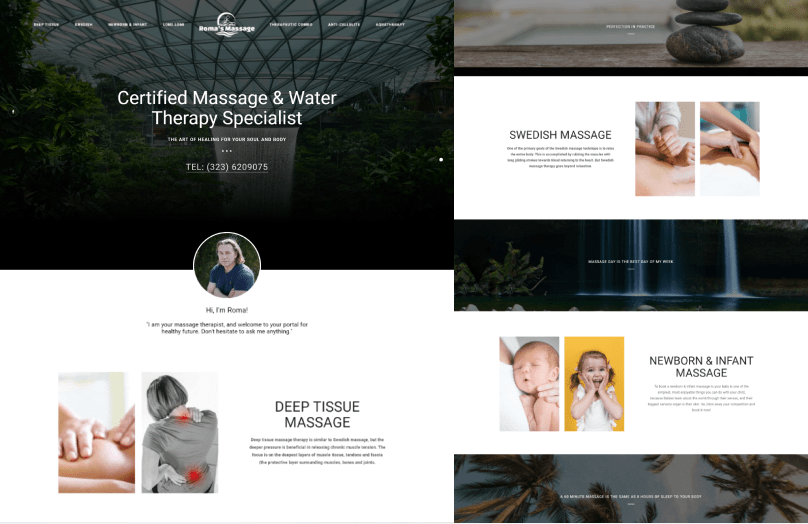 DEEP TISSUE
SWEDISH
NEWBORN & INFANT
LOMI LOMI
Roma's Massage
THERAPEUTIC COMBO
ANTI-CELLULITE
AQUATHERAPY
Certified Massage & Water
Therapy Specialist
THE ART OF HEALING FOR YOUR SOUL AND BODY
TEL: (323) 6209075
Hi, I'm Roma!
"I am your massage therapist, and welcome to your portal for
healthy future. Don't hesitate to ask me anything."
DEEP TISSUE
MASSAGE
Deep tissue massage therapy is similar to Swedish massage, but the
deeper pressure is beneficial in releasing chronic muscle tension. The
focus is on the deepest layers of muscle tissue, tendons and fascia
(the protective layer surrounding muscles, bones and joints.
PERFECTION IN PRACTICE
SWEDISH MASSAGE
One of the primary goals of the Swedish massage technique is to relax
the entire body. This is accomplished by rubbing the muscles with
long gliding strokes towards blood returning to the heart. But Swedish
massage therapy goes beyond relaxation.
MASSAGE DAY IS THE BEST DAY OF MY WEEK
NEWBORN & INFANT
MASSAGE
To book a newborn & infant massage to your baby is one of the
simplest, most enjoyable things you can do with your child,
because babies learn about the world through their senses, and their
biggest sensory organ is their skin.
A 60 MINUTE MASSAGE IS THE SAME AS 8 HOURS OF SLEEP TO YOUR BODY